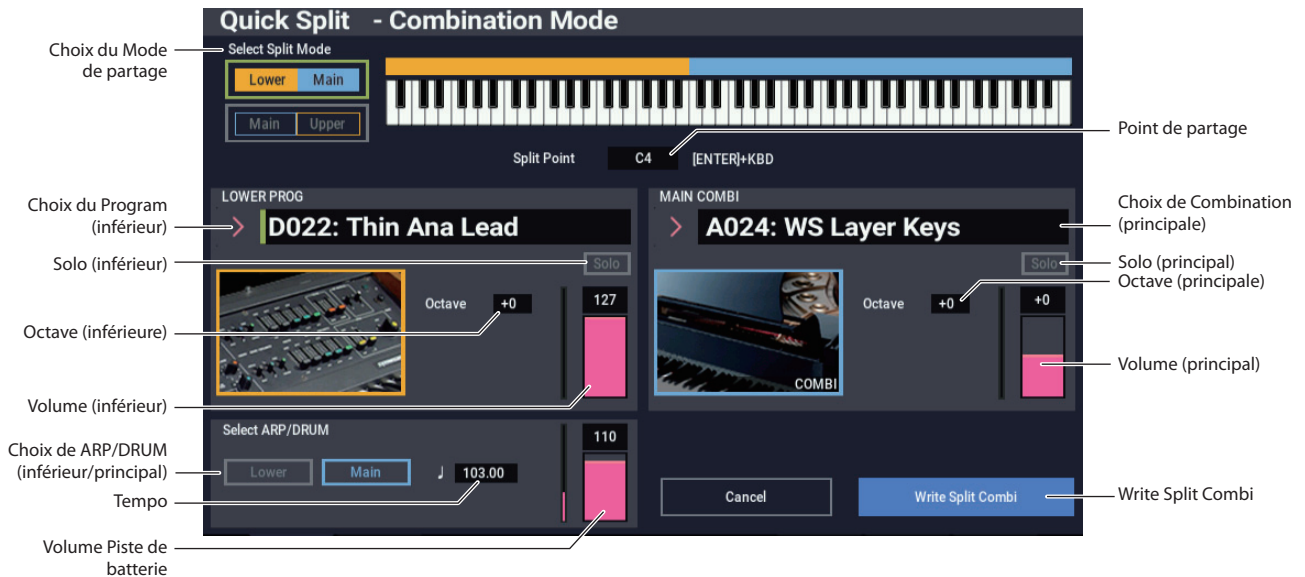 Quick Split - Combination Mode
Choix du Mode
de partage
Select Split Mode
Lower Main
Main Upper
Split Point C4 [ENTER]+KBD
Point de partage
LOWER PROG
D022: Thin Ana Lead
Choix du Program
(inférieur)
Solo (inférieur)
Solo
Octave +0
127
Octave (inférieure)
Volume (inférieur)
MAIN COMBI
A024: WS Layer Keys
Choix de Combination
(principale)
Solo
Solo (principal)
Octave (principale)
Octave +0
+0
COMBI
Volume (principal)
Select ARP/DRUM
Choix de ARP/DRUM
(inférieur/principal)
Lower Main ♩ 103.00
110
Tempo
Volume Piste de
batterie
Cancel
Write Split Combi
Write Split Combi